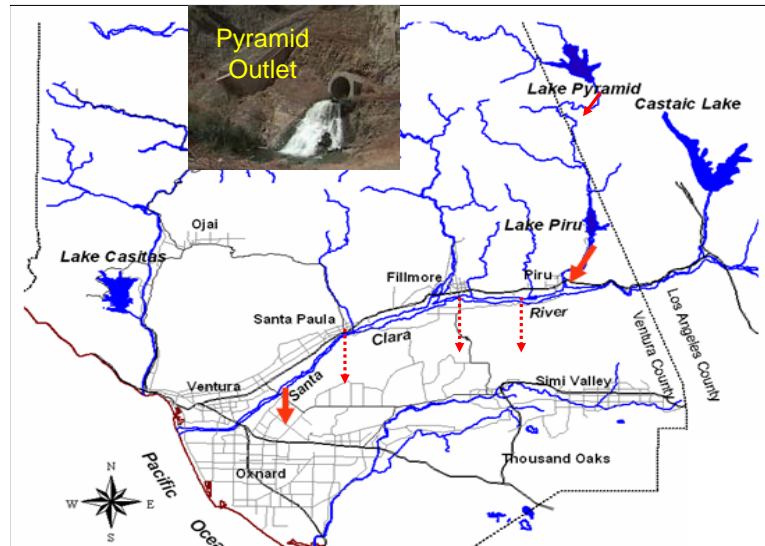 Pyramid
Outlet
Lake Pyramid
Castaic Lake
Ojai
Lake Piru
Lake Casitas
Fillmore
Piru
River
Santa Paula
Clara
Los Angeles County
Ventura County
Santa
Simi Valley
Ventura
Thousand Oaks
Oxnard
Pacific
Ocea
N
W
E
S